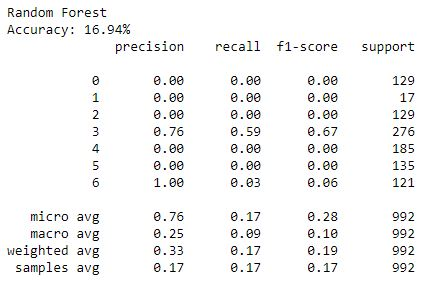 Random Forest
Accuracy: 16.94%
precision recall f1-score support
0 0.00 0.00 0.00 129
1 0.00 0.00 0.00 17
2 0.00 0.00 0.00 129
3 0.76 0.59 0.67 276
4 0.00 0.00 0.00 185
5 0.00 0.00 0.00 135
6 1.00 0.03 0.06 121
micro avg 0.76 0.17 0.28 992
macro avg 0.25 0.09 0.10 992
weighted avg 0.33 0.17 0.19 992
samples avg 0.17 0.17 0.17 992